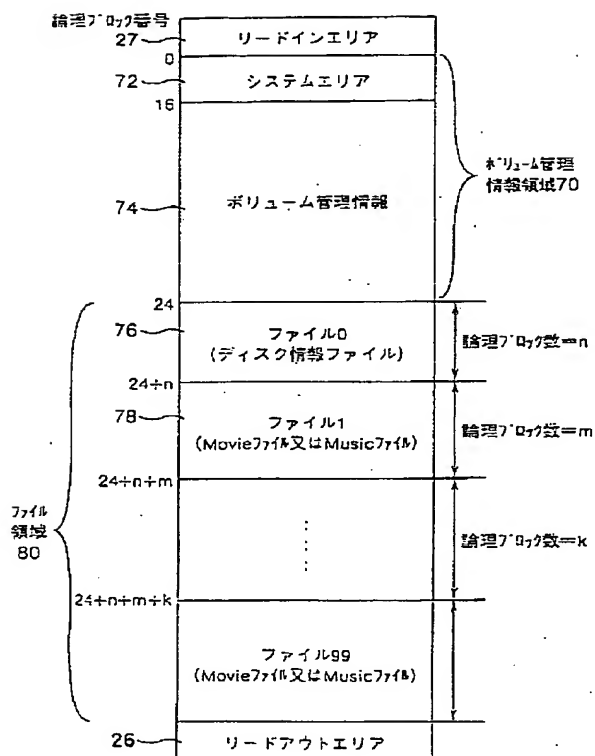 論理ブロック番号
27
リードインエリア
0
72
システムエリア
16
ボリューム管理
情報領域70
74
ボリューム管理情報
24
76
ファイル0
(ディスク情報ファイル)
論理ブロック数=n
24+n
78
ファイル1
(Movieファイル又はMusicファイル)
論理ブロック数=m
24+n+m
ファイル
領域
80
⋮
論理ブロック数=k
24+n+m+k
ファイル99
(Movieファイル又はMusicファイル)
26
リードアウトエリア